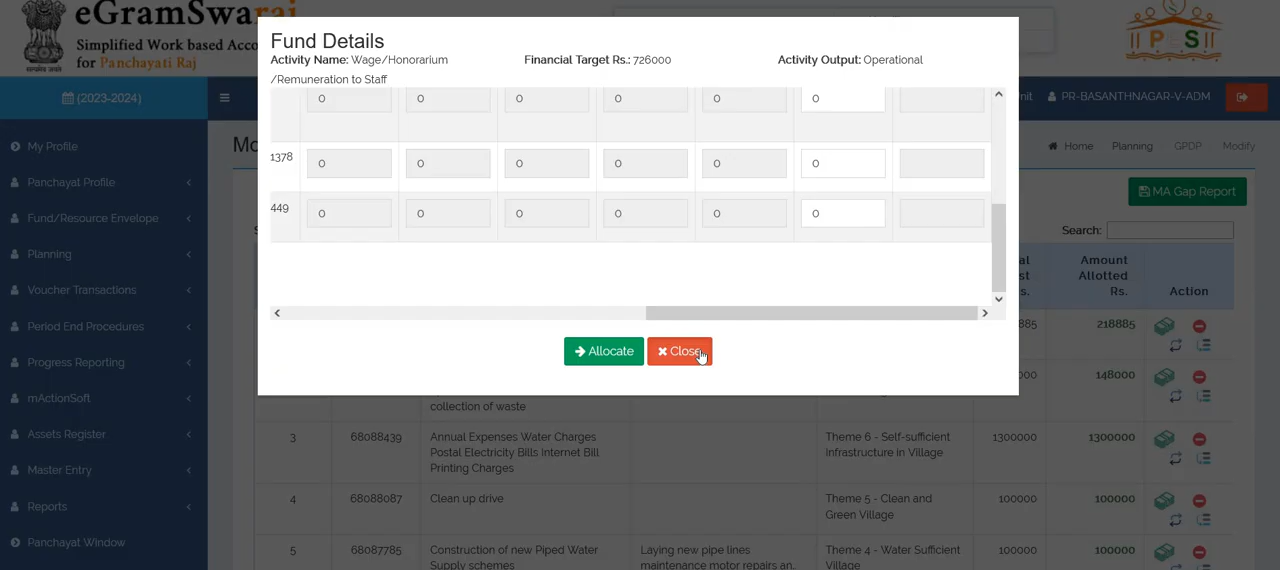 eGramSwaraj
Simplified Work based Acco
for Panchayati Raj
(2023-2024)
My Profile
Panchayat Profile
Fund/Resource Envelope
Planning
Voucher Transactions
Period End Procedures
Progress Reporting
mActionSoft
Assets Register
Master Entry
Reports
Panchayat Window
PR-BASANTHNAGAR-V-ADM
Home Planning GPDP Modify
MA Gap Report
Search:
Fund Details
Activity Name: Wage/Honorarium
/Remuneration to Staff
Financial Target Rs.: 726000
Activity Output: Operational
0 0 0 0 0 0
1378 0 0 0 0 0 0
449 0 0 0 0 0 0
Allocate Close
Amount
Allotted
Rs.
Action
218885
148000
collection of waste
3 68088439 Annual Expenses Water Charges
Postal Electricity Bills Internet Bill
Printing Charges
Theme 6 - Self-sufficient
infrastructure in Village
1300000 1300000
4 68088087 Clean up drive
Theme 5 - Clean and
Green Village
100000 100000
5 68087785 Construction of new Piped Water
Supply schemes
Laying new pipe lines
maintenance motor repairs an..
Theme 4 - Water Sufficient
Village
100000 100000